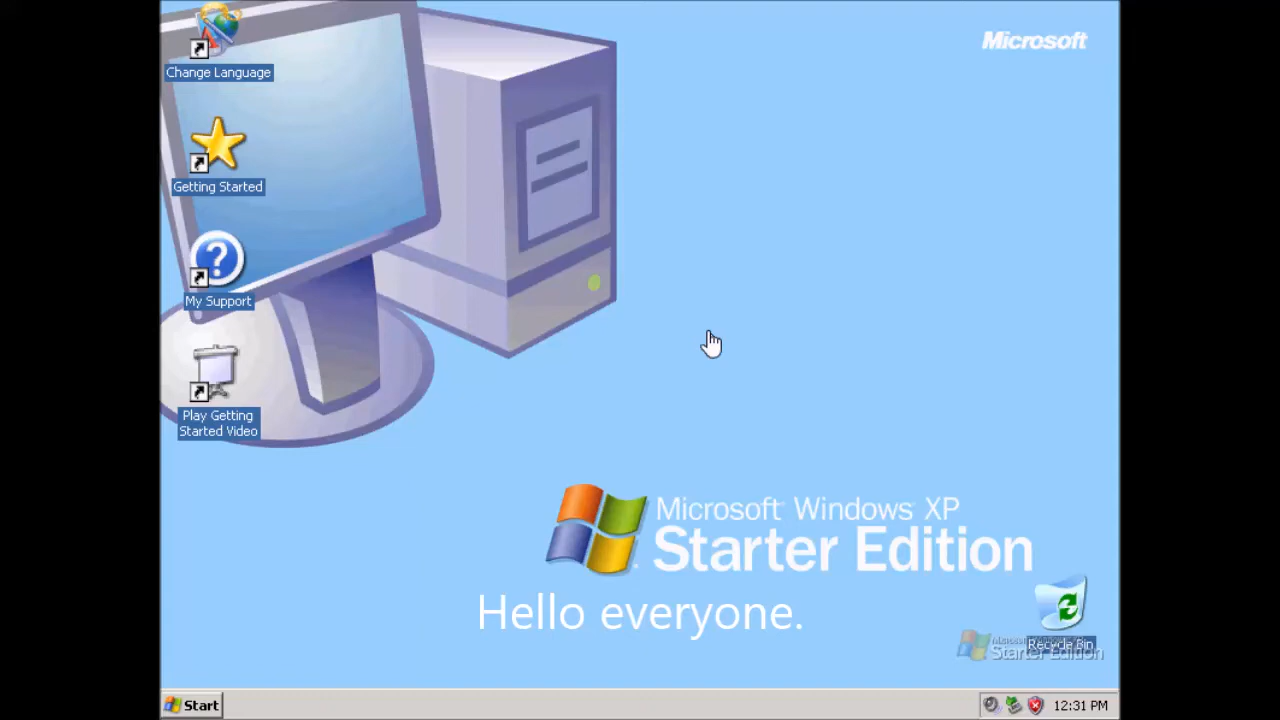 Change Language
Getting Started
My Support
Play Getting
Started Video
Microsoft
Microsoft Windows XP
Starter Edition
Hello everyone.
Recycle Bin
Starter Edition
Start
12:31 PM